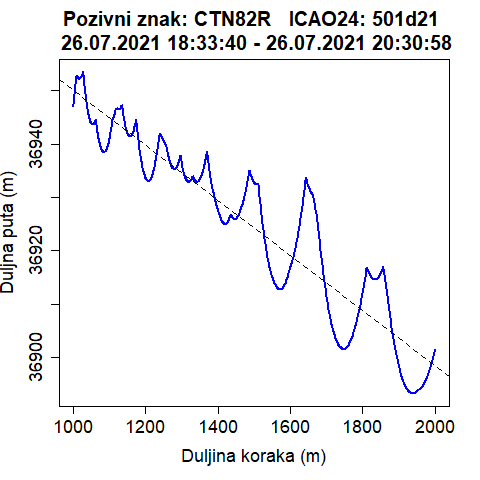 Pozivni znak: CTN82R   ICAO24: 501d21
26.07.2021 18:33:40 - 26.07.2021 20:30:58
Duljna puta (m)
36940
36920
36900
1000 1200 1400 1600 1800 2000
Duljina koraka (m)